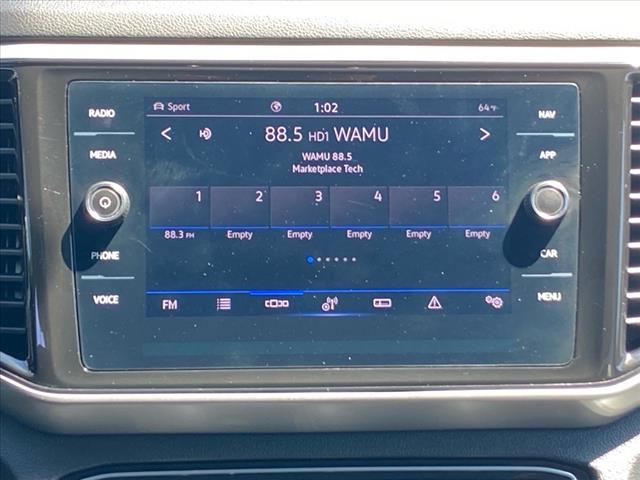 RADIO
MEDIA
PHONE
VOICE
Sport 1:02 64°F
88.5 HD1 WAMU
WAMU 88.5
Marketplace Tech
1 2 3 4 5 6
88.3 FM Empty Empty Empty Empty Empty
FM
NAV
APP
CAR
MENU